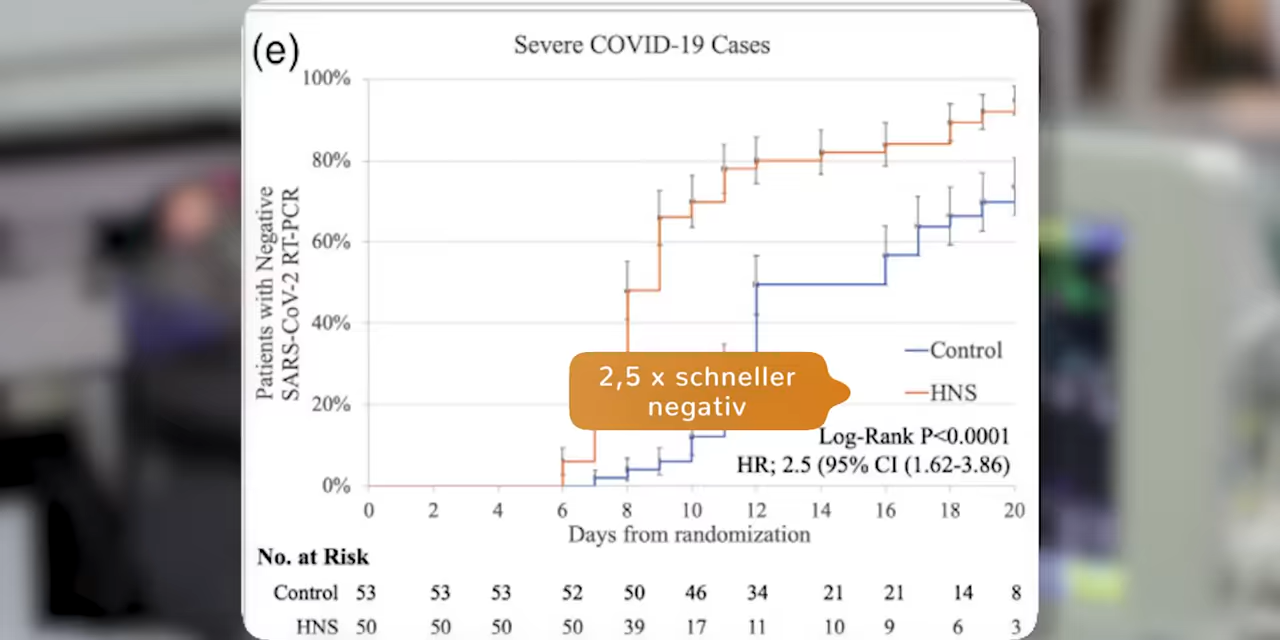 (e)
Severe COVID-19 Cases
100%
80%
60%
40%
20%
0%
Patients with Negative
SARS-CoV-2 RT-PCR
2,5 x schneller
negativ
Control
HNS
Log-Rank P<0.0001
HR; 2.5 (95% CI (1.62-3.86)
0 2 4 6 8 10 12 14 16 18 20
Days from randomization
No. at Risk
Control 53 53 53 52 50 46 34 21 21 14 8
HNS 50 50 50 50 39 17 11 10 9 6 3